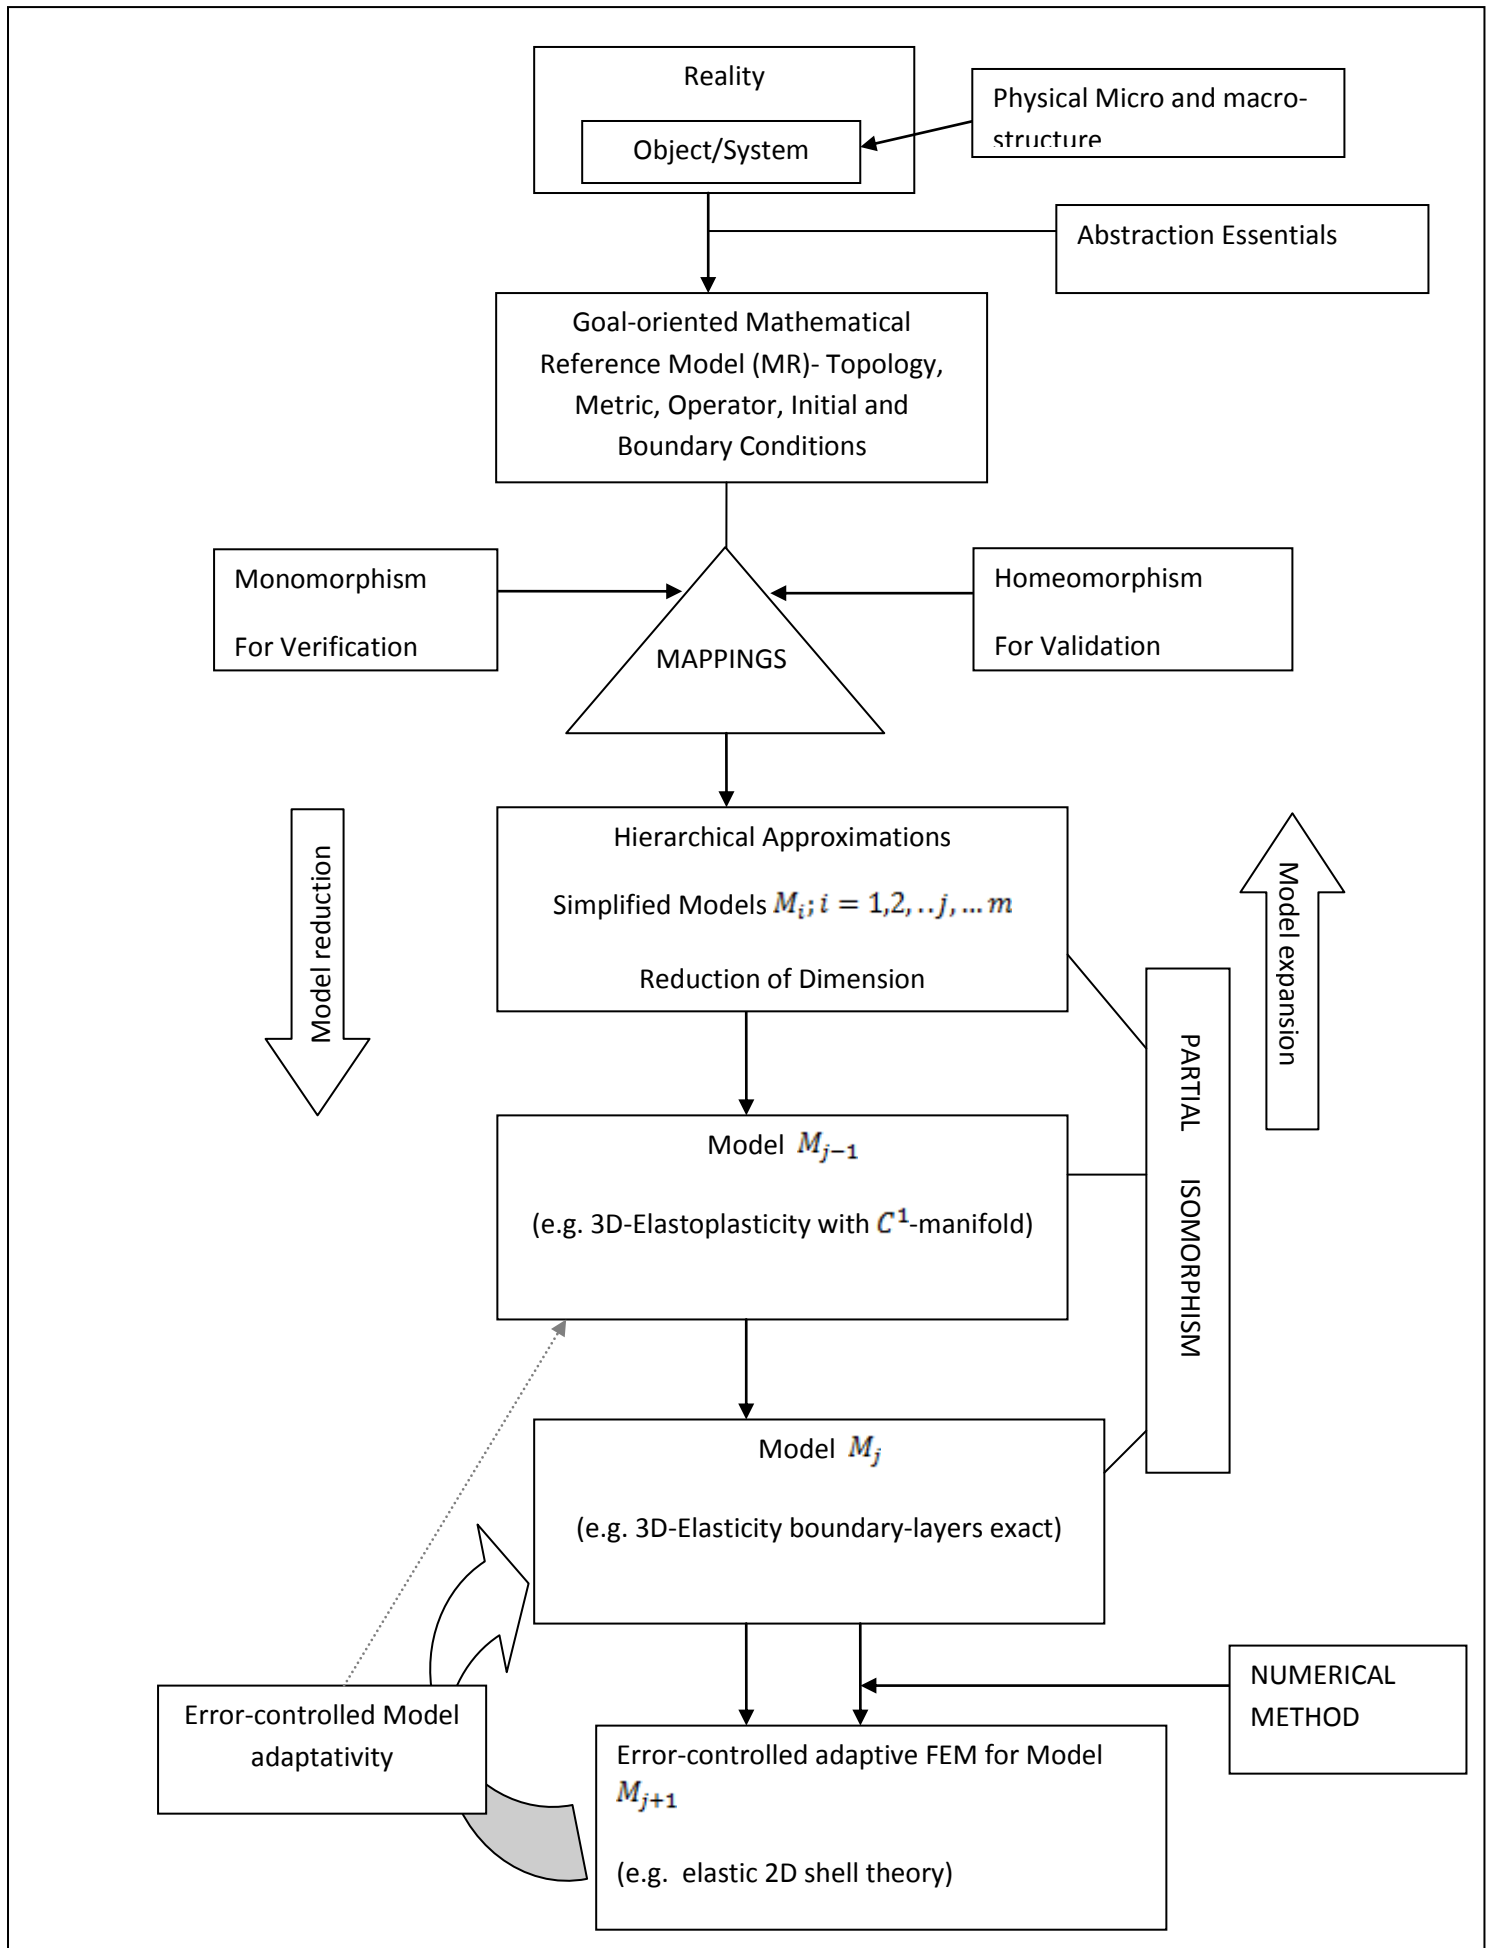 Reality
Object/System
Physical Micro and macro-
structure
Abstraction Essentials
Goal-oriented Mathematical
Reference Model (MR)- Topology,
Metric, Operator, Initial and
Boundary Conditions
Monomorphism
For Verification
Homeomorphism
For Validation
MAPPINGS
Model reduction
Hierarchical Approximations
Simplified Models M_i; i = 1,2, ..j, ... m
Reduction of Dimension
Model expansion
PARTIAL ISOMORPHISM
Model M_{j−1}
(e.g. 3D-Elastoplasticity with C^1-manifold)
Model M_j
(e.g. 3D-Elasticity boundary-layers exact)
NUMERICAL
METHOD
Error-controlled Model
adaptativity
Error-controlled adaptive FEM for Model
M_{j+1}
(e.g. elastic 2D shell theory)